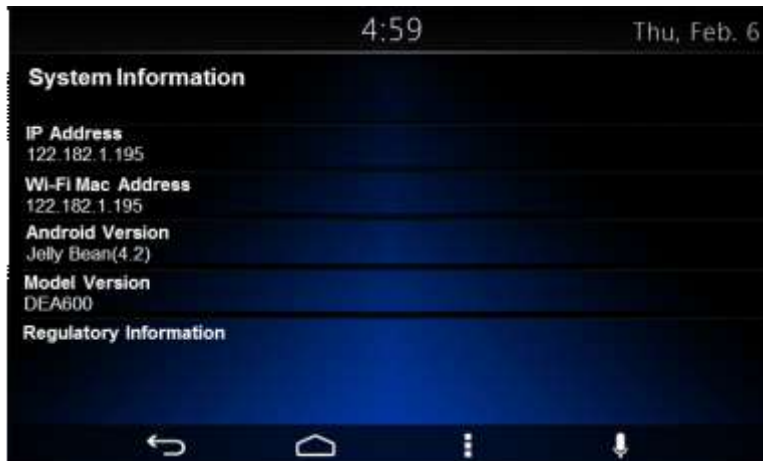 4:59
Thu, Feb. 6
System Information
IP Address
122.182.1.195
Wi-Fi Mac Address
122.182.1.195
Android Version
Jelly Bean(4.2)
Model Version
DEA600
Regulatory Information